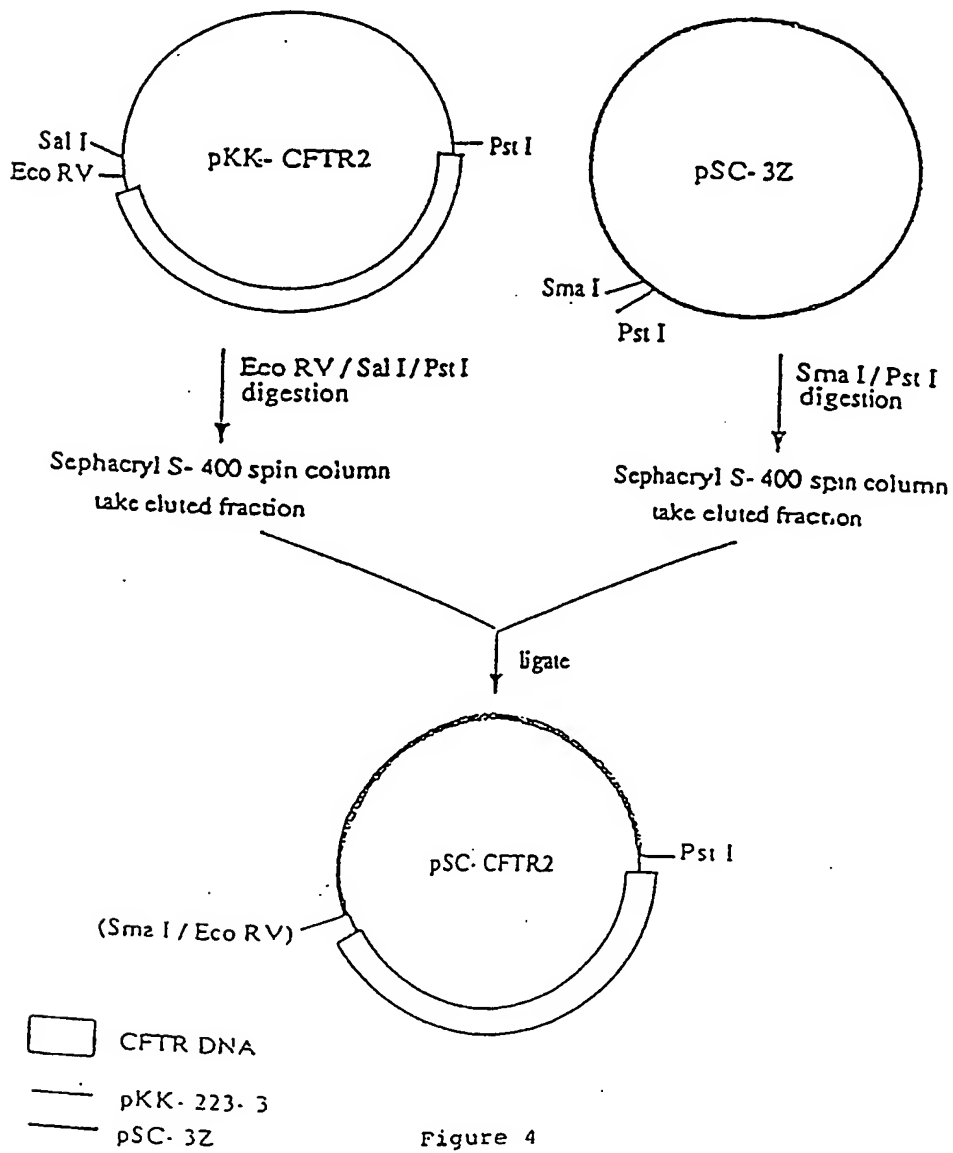 Sal I
Eco RV
pKK- CFTR2
Pst I
pSC- 3Z
Sma I
Pst I
Eco RV / Sal I / Pst I
digestion
Sma I / Pst I
digestion
Sephacryl S- 400 spin column
take eluted fraction
Sephacryl S- 400 spin column
take eluted fraction
ligate
pSC- CFTR2
Pst I
(Sma I / Eco RV)
CFTR DNA
pKK- 223- 3
pSC- 3Z
Figure 4